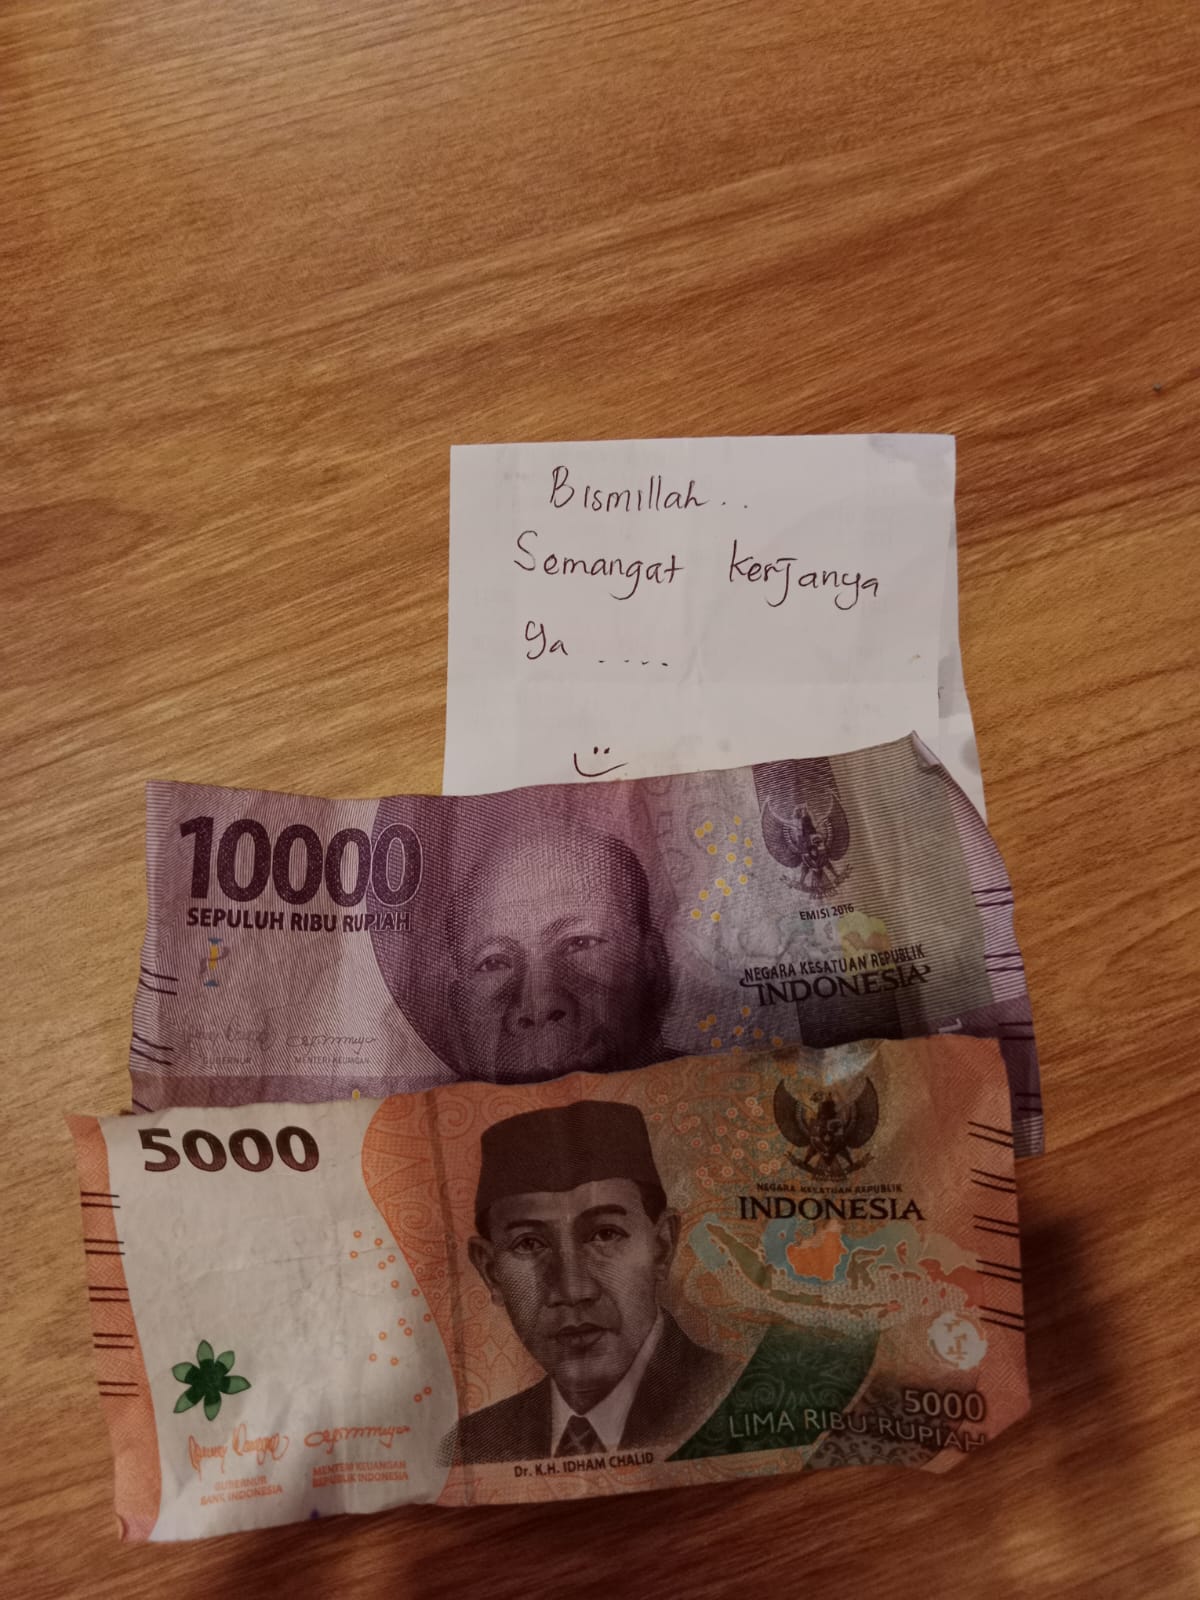 Bismillah..
Semangat kerjanya
ya ....
10000
SEPULUH RIBU RUPIAH
EMISI 2016
NEGARA KESATUAN REPUBLIK
INDONESIA
GUBERNUR
MENTERI KEUANGAN
5000
NEGARA KESATUAN REPUBLIK
INDONESIA
5000
LIMA RIBU RUPIAH
GUBERNUR
BANK INDONESIA
MENTERI KEUANGAN
REPUBLIK INDONESIA
Dr. K.H. IDHAM CHALID